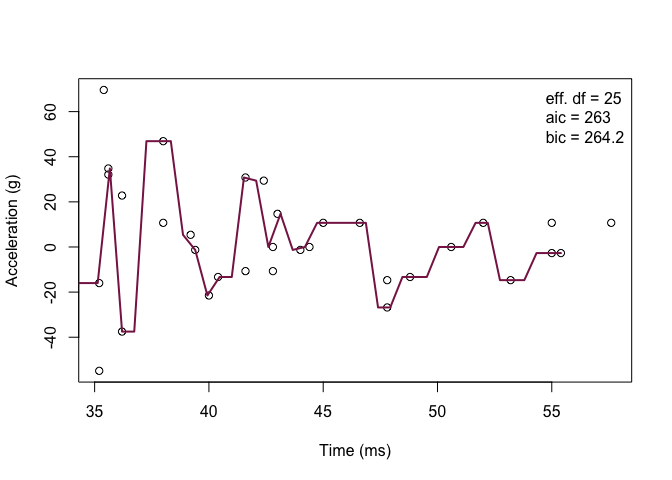 eff. df = 25
aic = 263
bic = 264.2
Acceleration (g)
60
40
20
0
-20
-40
35 40 45 50 55
Time (ms)